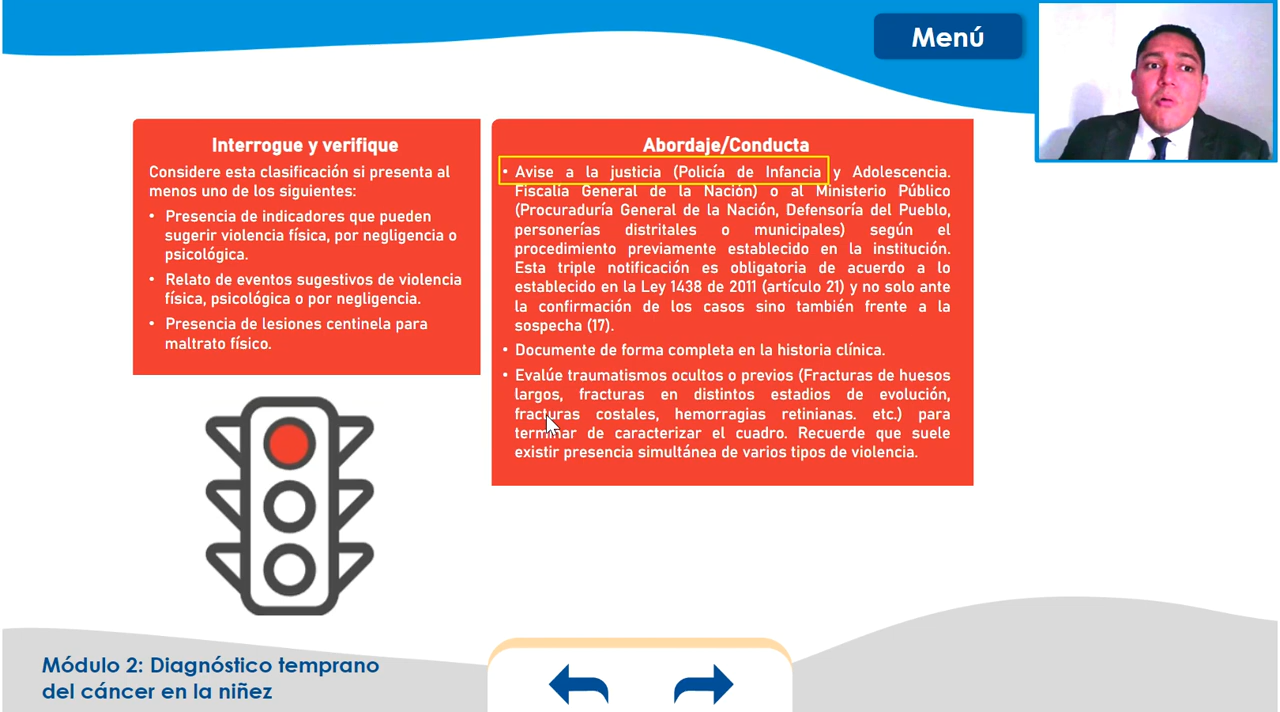 Menú
Interrogue y verifique
Considere esta clasificación si presenta al
menos uno de los siguientes:
• Presencia de indicadores que pueden
sugerir violencia física, por negligencia o
psicológica.
• Relato de eventos sugestivos de violencia
física, psicológica o por negligencia.
• Presencia de lesiones centinela para
maltrato físico.
Abordaje/Conducta
• Avise a la justicia (Policía de Infancia y Adolescencia.
Fiscalía General de la Nación) o al Ministerio Público
(Procuraduría General de la Nación, Defensoría del Pueblo,
personerías distritales o municipales) según el
procedimiento previamente establecido en la institución.
Esta triple notificación es obligatoria de acuerdo a lo
establecido en la Ley 1438 de 2011 (artículo 21) y no solo ante
la confirmación de los casos sino también frente a la
sospecha (17).
• Documente de forma completa en la historia clínica.
• Evalúe traumatismos ocultos o previos (Fracturas de huesos
largos, fracturas en distintos estadios de evolución,
fracturas costales, hemorragias retinianas. etc.) para
terminar de caracterizar el cuadro. Recuerde que suele
existir presencia simultánea de varios tipos de violencia.
Módulo 2: Diagnóstico temprano
del cáncer en la niñez